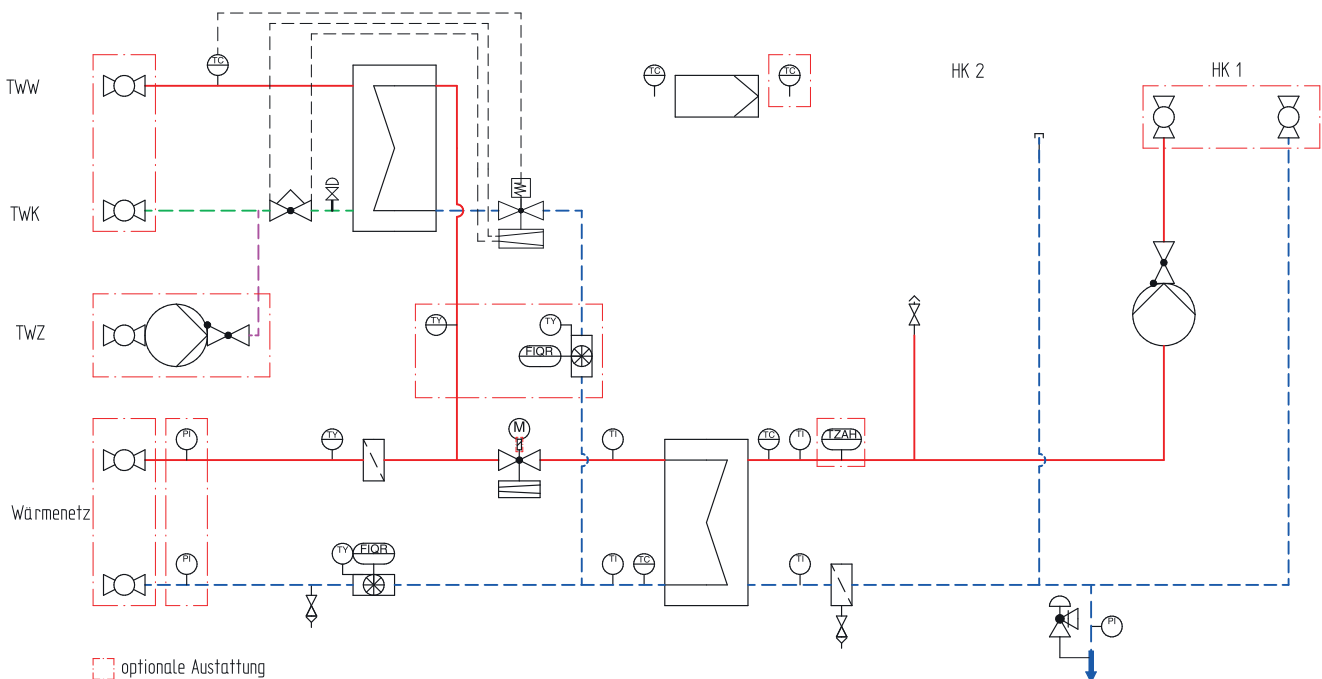 TC
TWW
TC
TC
HK 2
HK 1
TWK
TWZ
TY
TY
FIQR
PI
TY
M
TI
TC
TI
TZAH
Wärmenetz
PI
TY
FIQR
TI
TC
TI
PI
optionale Austattung